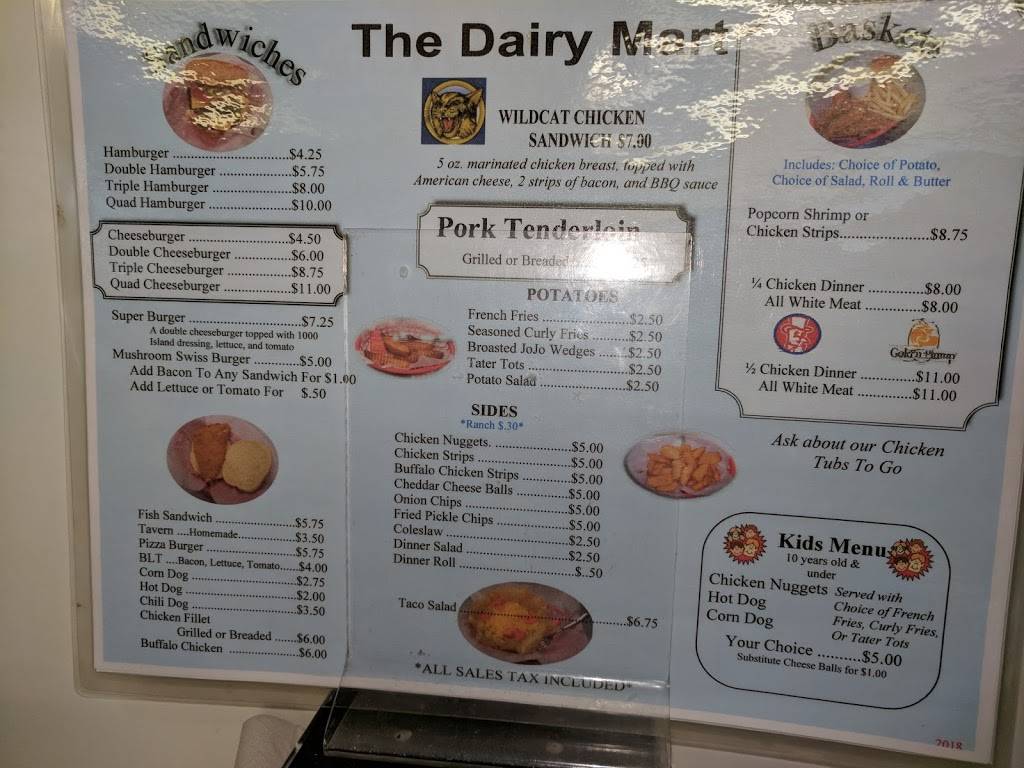 The Dairy Mart
Sandwiches
Hamburger ...$4.25
Double Hamburger ...$5.75
Triple Hamburger ...$8.00
Quad Hamburger ...$10.00
Cheeseburger ...$4.50
Double Cheeseburger ...$6.00
Triple Cheeseburger ...$8.75
Quad Cheeseburger ...$11.00
Super Burger ...$7.25
A double cheeseburger topped with 1000
Island dressing, lettuce, and tomato
Mushroom Swiss Burger ...$5.00
Add Bacon To Any Sandwich For $1.00
Add Lettuce or Tomato For $.50
Fish Sandwich ...$5.75
Tavern ....Homemade...$3.50
Pizza Burger ...$5.75
BLT ....Bacon, Lettuce, Tomato...$4.00
Corn Dog ...$2.75
Hot Dog ...$2.00
Chili Dog ...$3.50
Chicken Fillet
Grilled or Breaded ...$6.00
Buffalo Chicken ...$6.00
WILDCAT CHICKEN
SANDWICH $7.00
5 oz. marinated chicken breast, topped with
American cheese, 2 strips of bacon, and BBQ sauce
Pork Tenderloin
Grilled or Breaded
POTATOES
French Fries ...$2.50
Seasoned Curly Fries ...$2.50
Broasted JoJo Wedges ...$2.50
Tater Tots ...$2.50
Potato Salad ...$2.50
SIDES
*Ranch $.30*
Chicken Nuggets. ...$5.00
Chicken Strips ...$5.00
Buffalo Chicken Strips ...$5.00
Cheddar Cheese Balls ...$5.00
Onion Chips ...$5.00
Fried Pickle Chips ...$5.00
Coleslaw ...$2.50
Dinner Salad ...$2.50
Dinner Roll ...$..50
Taco Salad ...$6.75
*ALL SALES TAX INCLUDED*
Baskets
Includes: Choice of Potato,
Choice of Salad, Roll & Butter
Popcorn Shrimp or
Chicken Strips...$8.75
¼ Chicken Dinner ...$8.00
All White Meat ...$8.00
Gold'n Plump
½ Chicken Dinner ...$11.00
All White Meat ...$11.00
Ask about our Chicken
Tubs To Go
Kids Menu
10 years old &
under
Chicken Nuggets
Hot Dog
Corn Dog
Served with
Choice of French
Fries, Curly Fries,
Or Tater Tots
Your Choice ...$5.00
Substitute Cheese Balls for $1.00
2018